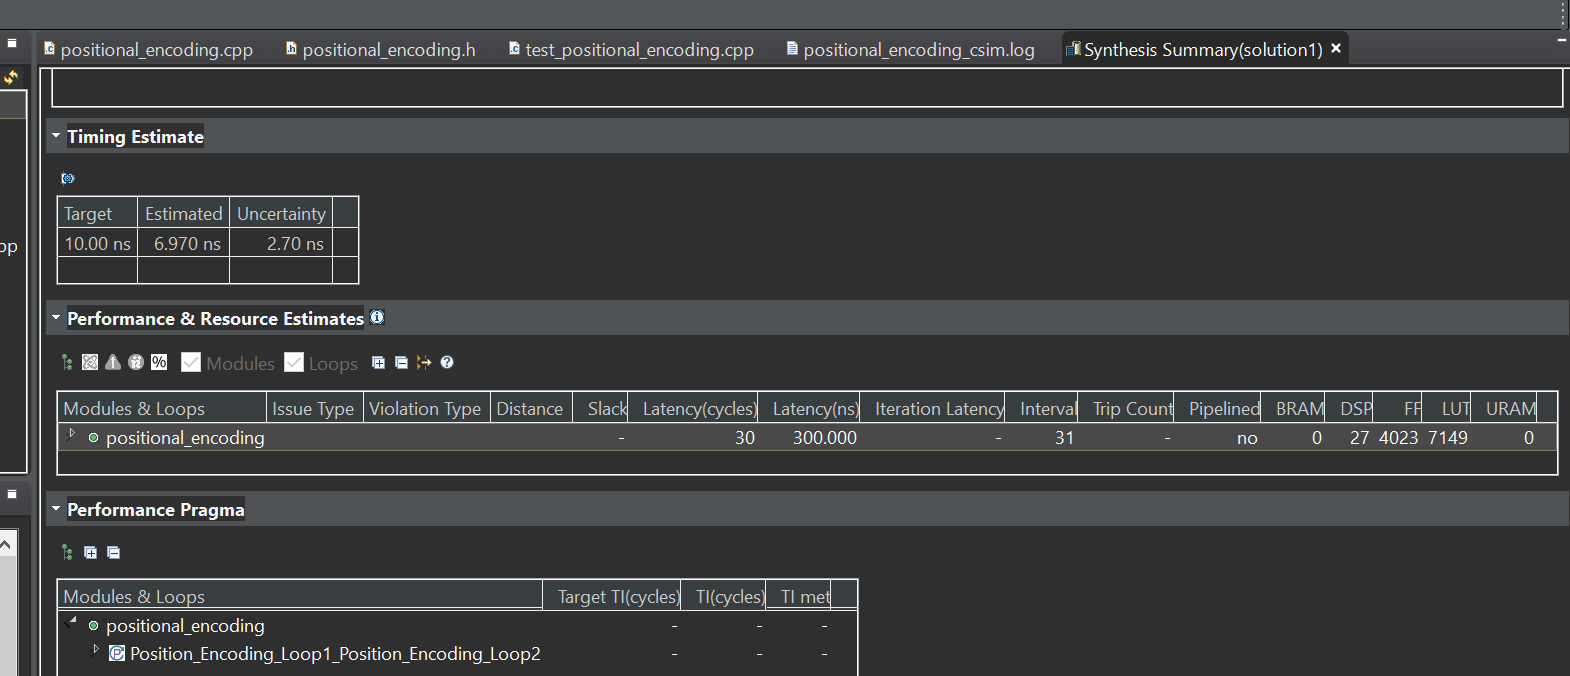 positional_encoding.cpp positional_encoding.h test_positional_encoding.cpp positional_encoding_csim.log Synthesis Summary(solution1)
Timing Estimate
Target Estimated Uncertainty
10.00 ns 6.970 ns 2.70 ns
pp
Performance & Resource Estimates
% Modules Loops
Modules & Loops Issue Type Violation Type Distance Slack Latency(cycles) Latency(ns) Iteration Latency Interval Trip Count Pipelined BRAM DSP FF LUT URAM
positional_encoding - 30 300.000 - 31 - no 0 27 4023 7149 0
Performance Pragma
Modules & Loops Target TI(cycles) TI(cycles) TI met
positional_encoding - - -
Position_Encoding_Loop1_Position_Encoding_Loop2 - - -